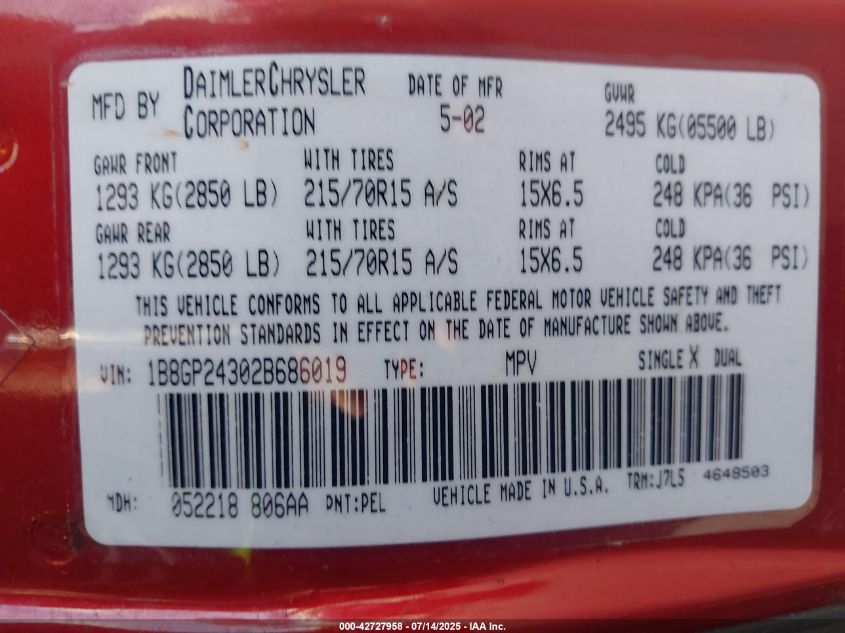 MFD BY DAIMLERCHRYSLER CORPORATION DATE OF MFR 5-02 GVWR 2495 KG(05500 LB)
GAWR FRONT WITH TIRES RIMS AT COLD
1293 KG(2850 LB) 215/70R15 A/S 15X6.5 248 KPA(36 PSI)
GAWR REAR WITH TIRES RIMS AT COLD
1293 KG(2850 LB) 215/70R15 A/S 15X6.5 248 KPA(36 PSI)
THIS VEHICLE CONFORMS TO ALL APPLICABLE FEDERAL MOTOR VEHICLE SAFETY AND THEFT
PREVENTION STANDARDS IN EFFECT ON THE DATE OF MANUFACTURE SHOWN ABOVE.
VIN: 1B8GP24302B686019 TYPE: MPV SINGLE X DUAL
MDH: 052218 806AA PNT:PEL VEHICLE MADE IN U.S.A. TRM:J7L5 4648503
000-42727958 - 07/14/2025 - IAA Inc.